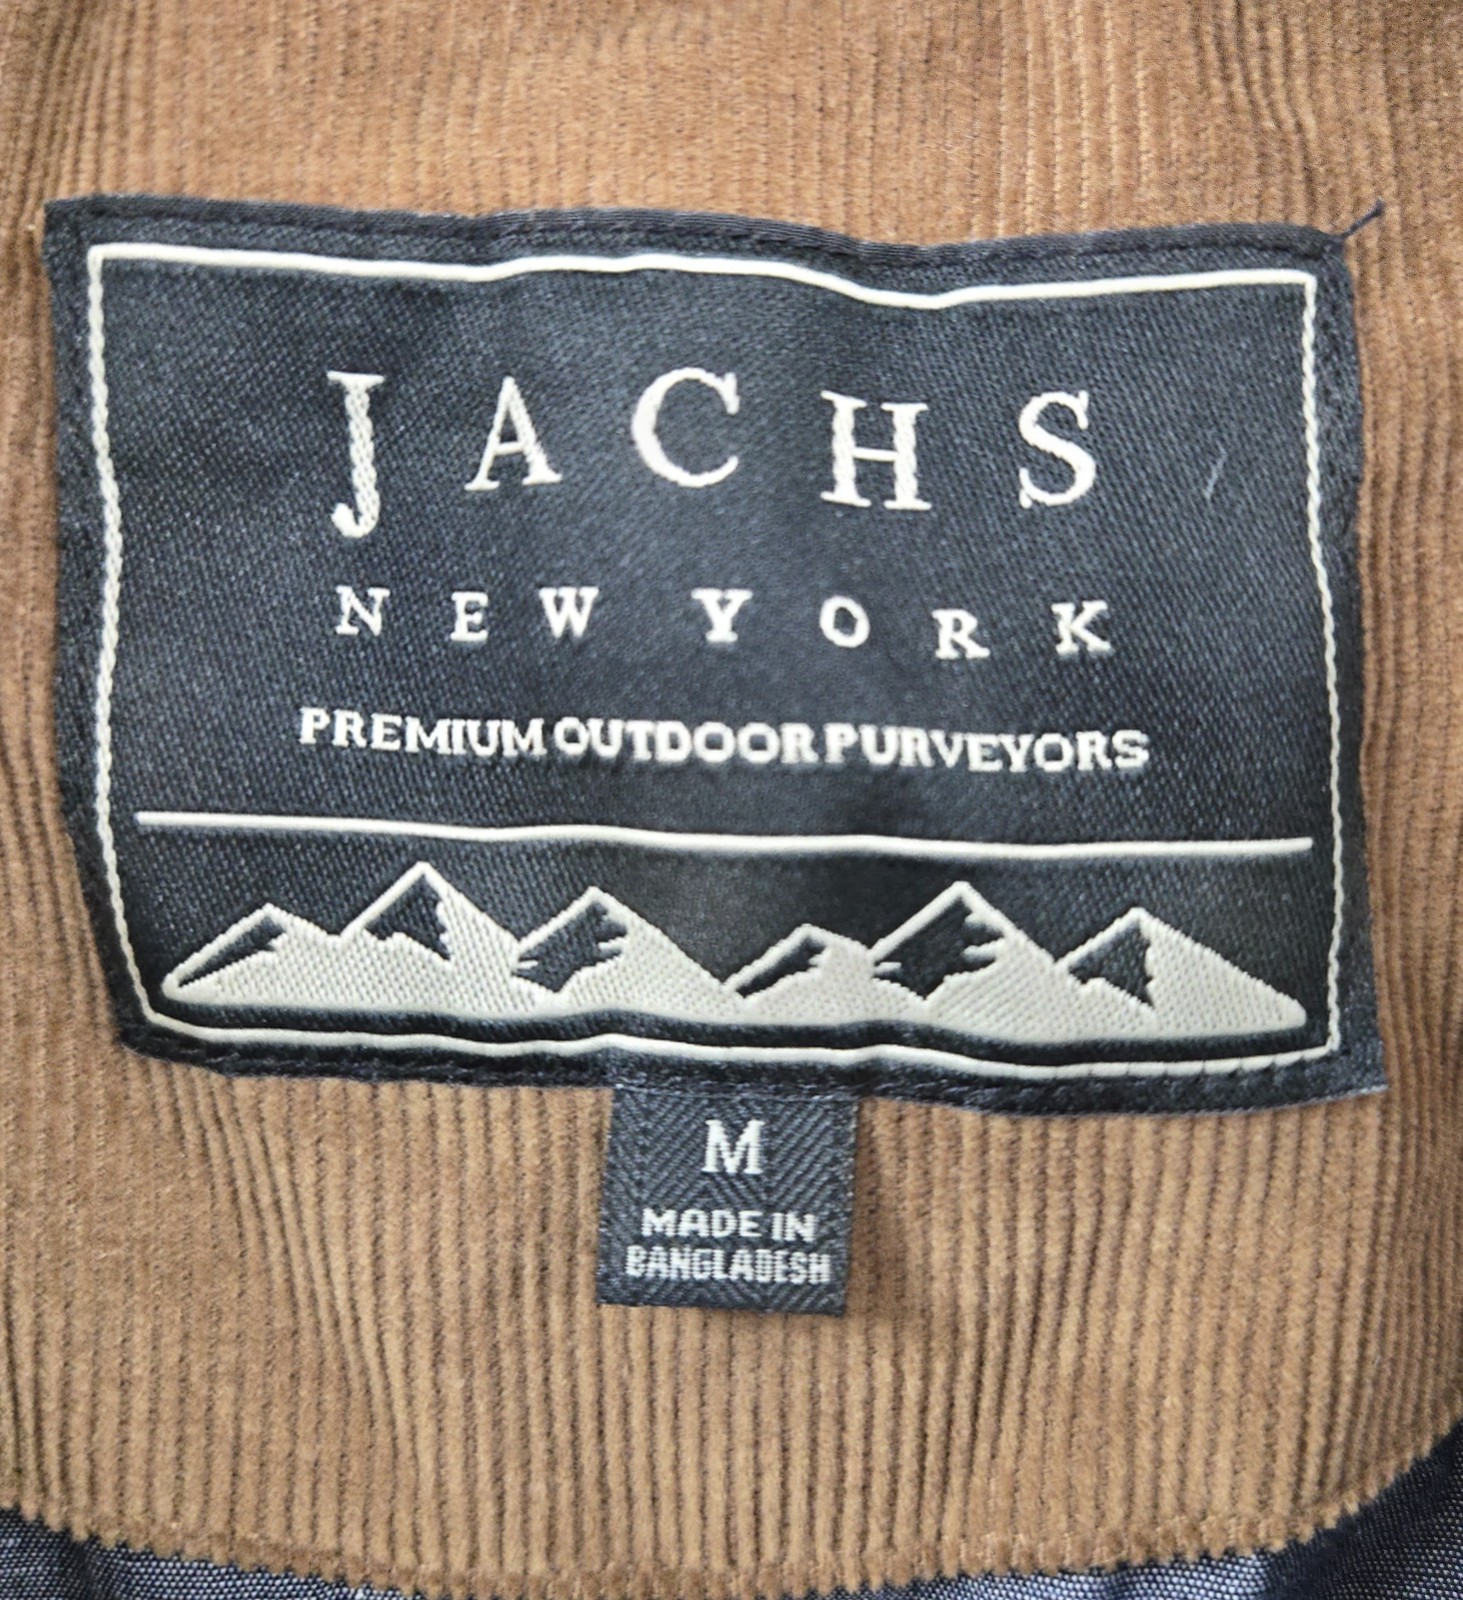 JACHS
NEW YORK
PREMIUM OUTDOOR PURVEYORS
M
MADE IN
BANGLADESH